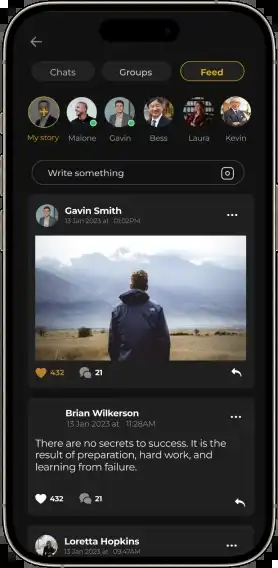 Chats Groups Feed
My story Malone Gavin Bess Laura Kevin
Write something
Gavin Smith
13 Jan 2023 at 01:02PM
432 21
Brian Wilkerson
13 Jan 2023 at 11:28AM
There are no secrets to success. It is the
result of preparation, hard work, and
learning from failure.
432 21
Loretta Hopkins
13 Jan 2023 at 09:47AM